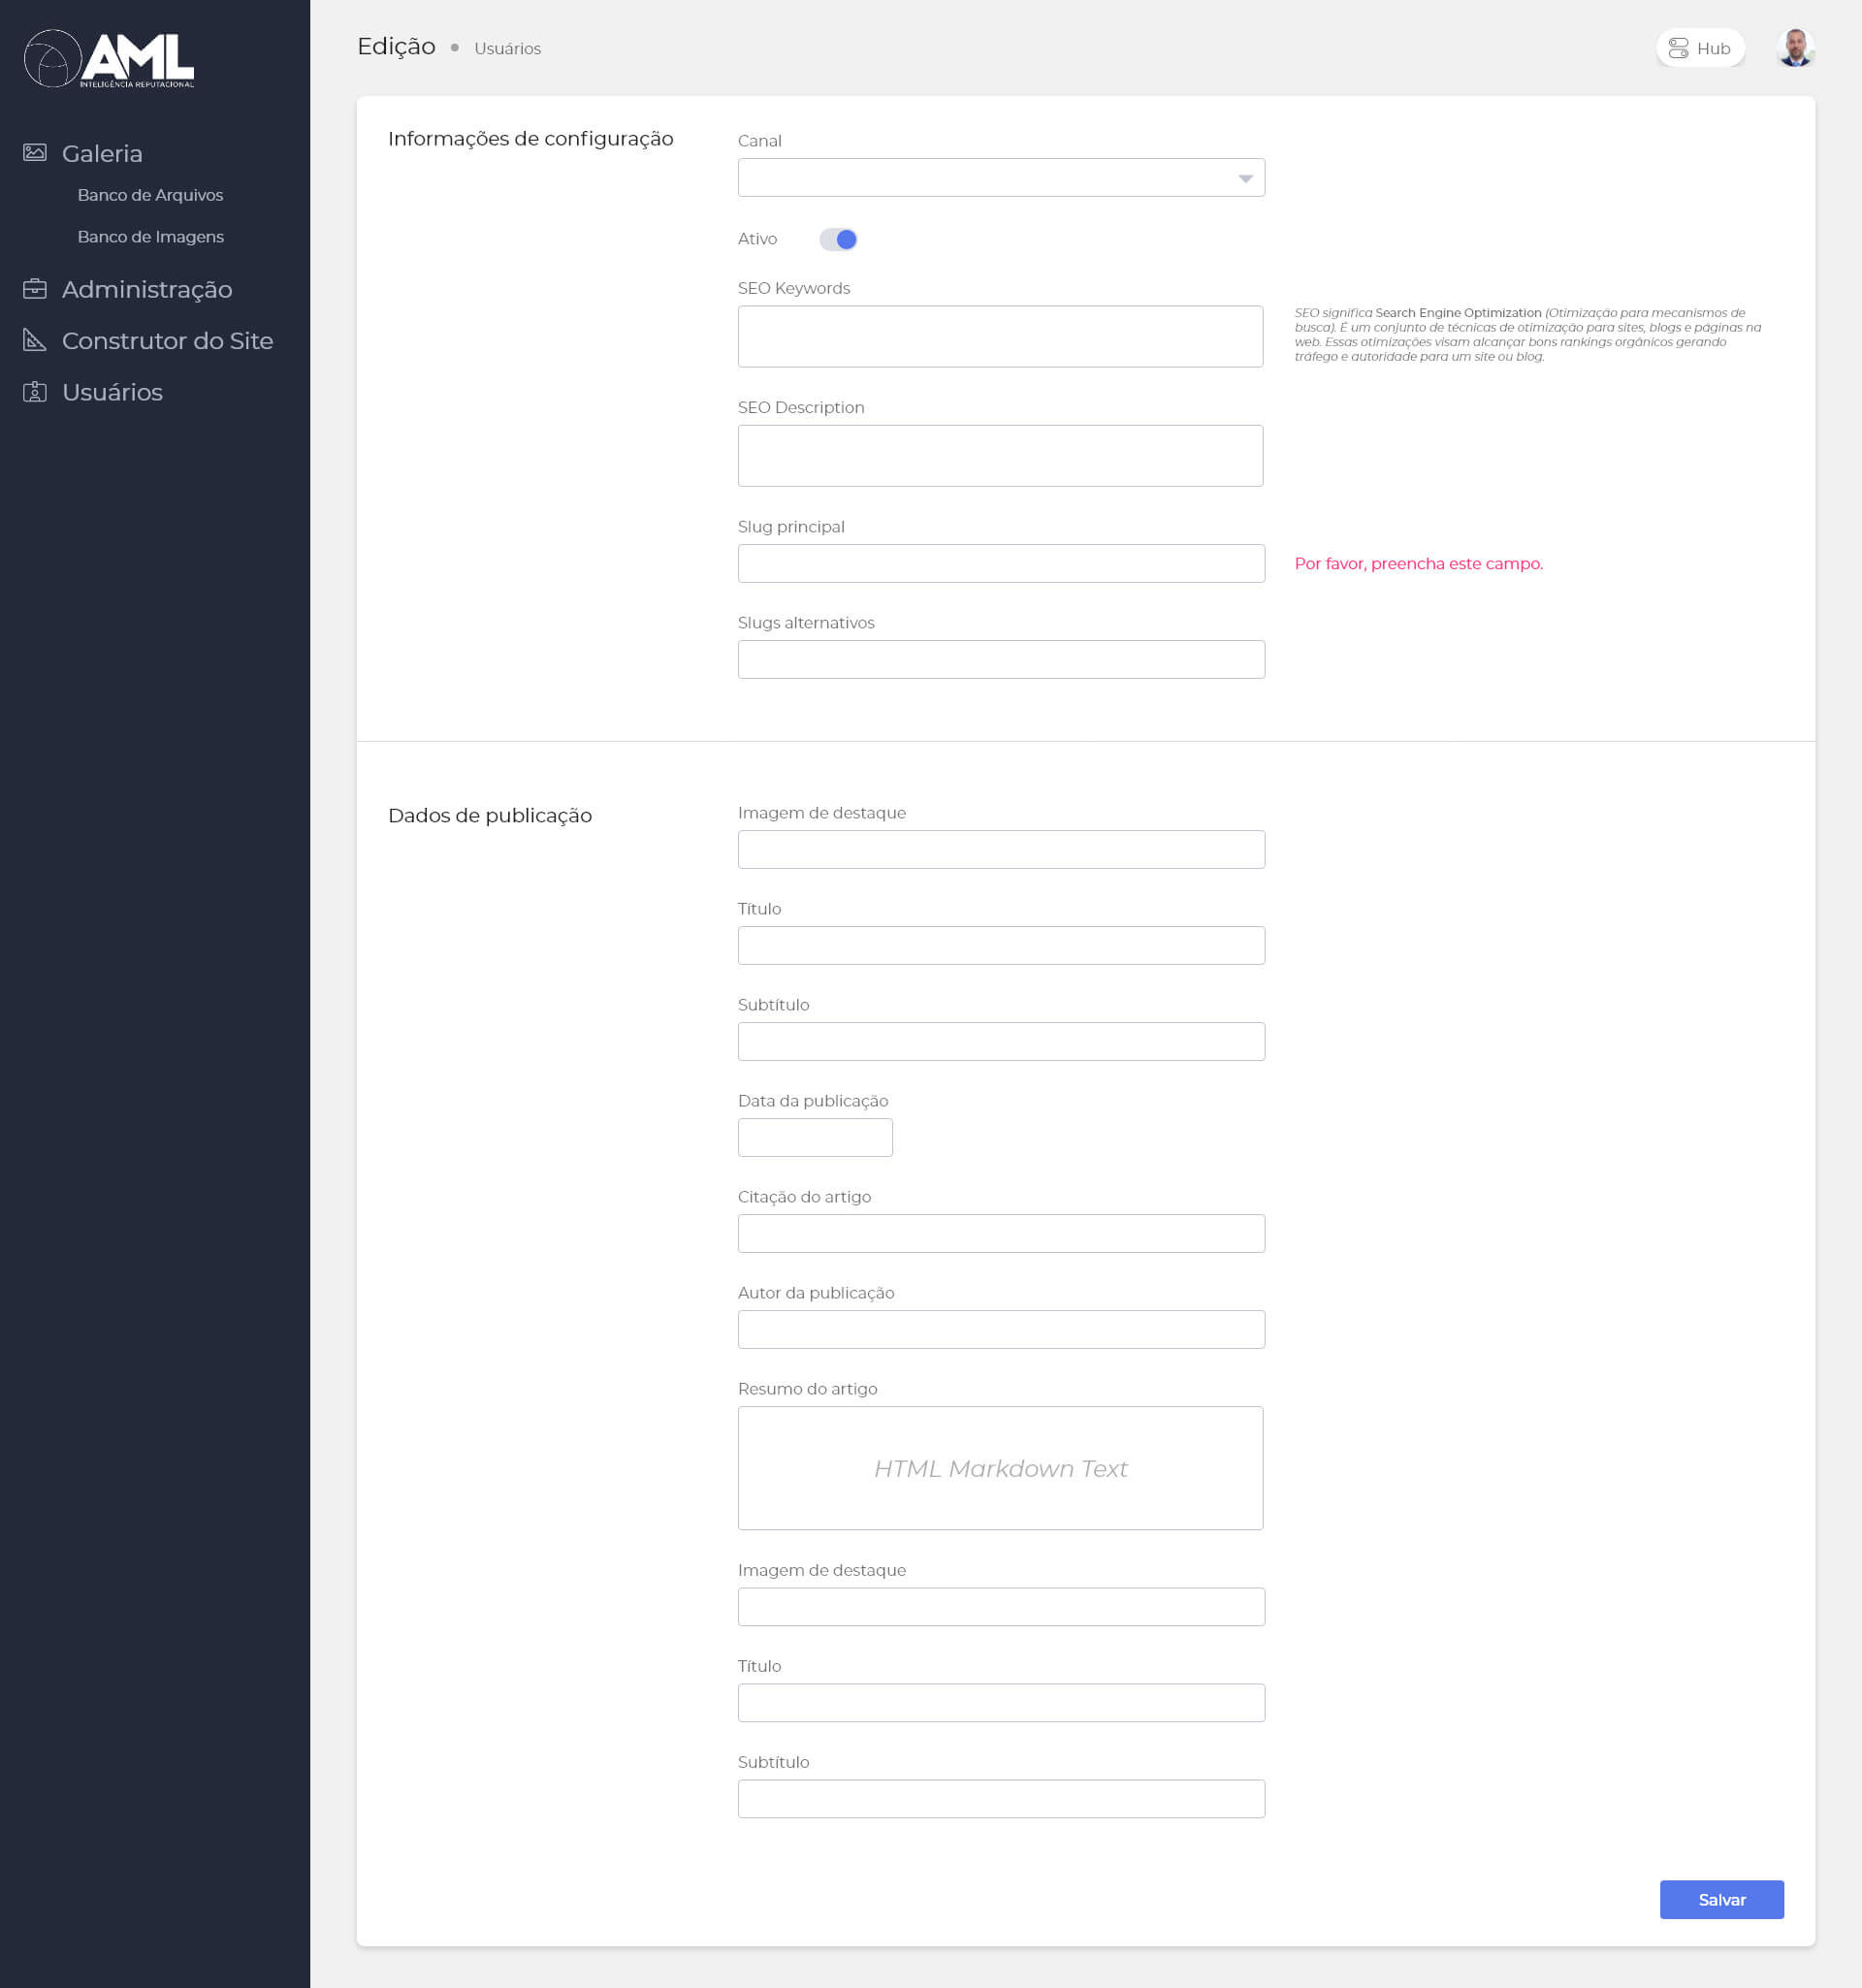 AML
INTELIGÊNCIA REPUTACIONAL
Galeria
Banco de Arquivos
Banco de Imagens
Administração
Construtor do Site
Usuários
Edição • Usuários
Hub
Informações de configuração
Canal
Ativo
SEO Keywords
SEO significa Search Engine Optimization (Otimização para mecanismos de
busca). É um conjunto de técnicas de otimização para sites, blogs e páginas na
web. Essas otimizações visam alcançar bons rankings orgânicos gerando
tráfego e autoridade para um site ou blog.
SEO Description
Slug principal
Por favor, preencha este campo.
Slugs alternativos
Dados de publicação
Imagem de destaque
Título
Subtítulo
Data da publicação
Citação do artigo
Autor da publicação
Resumo do artigo
HTML Markdown Text
Imagem de destaque
Título
Subtítulo
Salvar